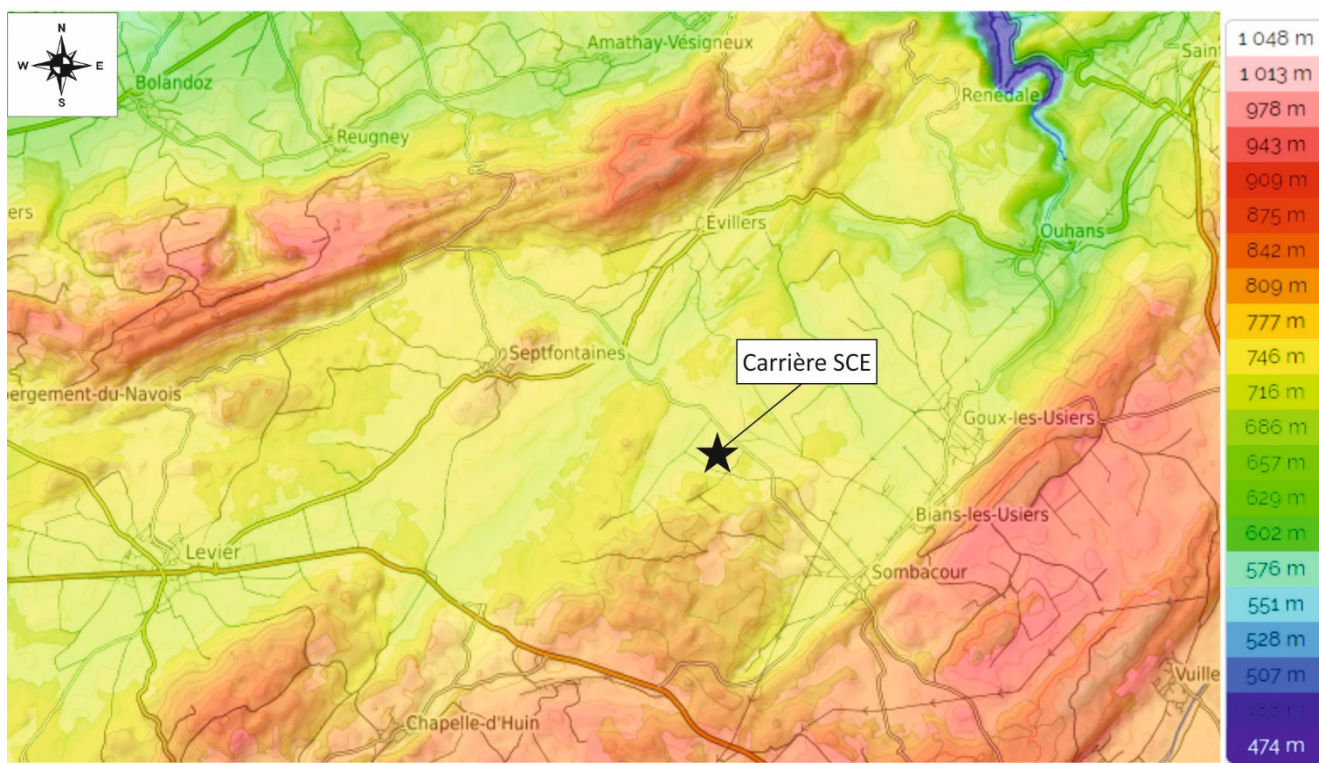 N
W E
S
Bolandoz
Amathay-Vésigneux
Saint
Renédale
Reugney
ers
Évillers
Ouhans
Septfontaines
Carrière SCE
bergement-du-Navois
Goux-les-Usiers
Bians-les-Usiers
Levier
Sombacour
Vuille
Chapelle-d'Huin
1 048 m
1 013 m
978 m
943 m
909 m
875 m
842 m
809 m
777 m
746 m
716 m
686 m
657 m
629 m
602 m
576 m
551 m
528 m
507 m
474 m